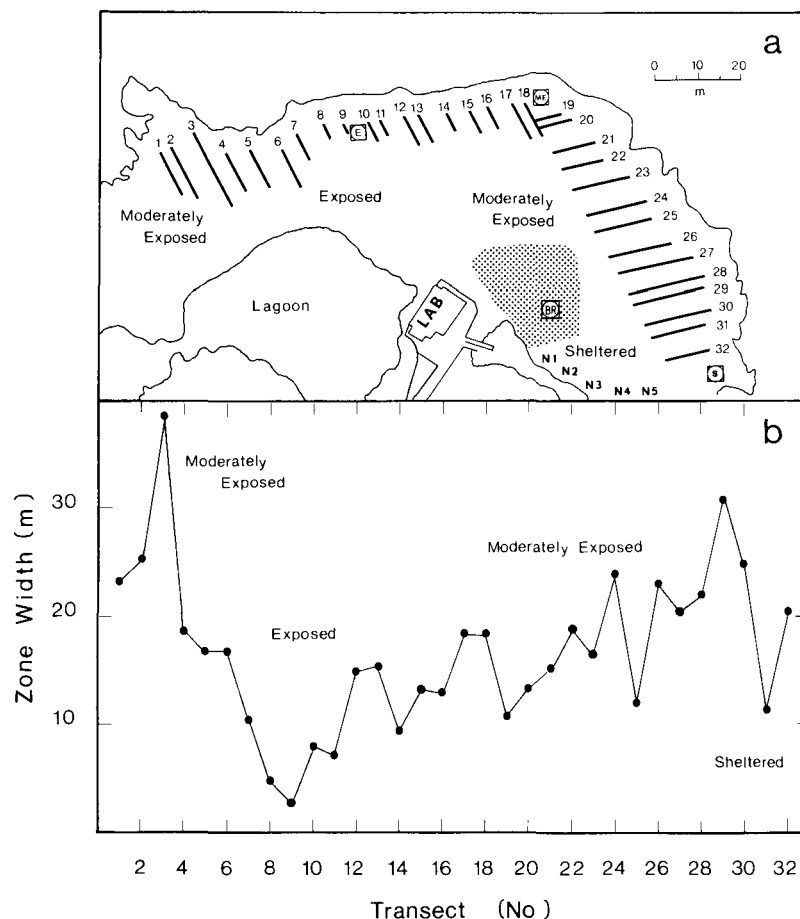 a
0 10 20
m
1 2 3 4 5 6 7 8 9 10 11 12 13 14 15 16 17 18 19
20
21
22
23
24
25
26
27
28
29
30
31
32
E
ME
BR
S
Moderately
Exposed
Exposed
Moderately
Exposed
Lagoon
LAB
Sheltered
N1
N2
N3
N4 N5
b
Zone Width (m)
30
20
10
Moderately
Exposed
Exposed
Moderately Exposed
Sheltered
2 4 6 8 10 12 14 16 18 20 22 24 26 28 30 32
Transect (No)